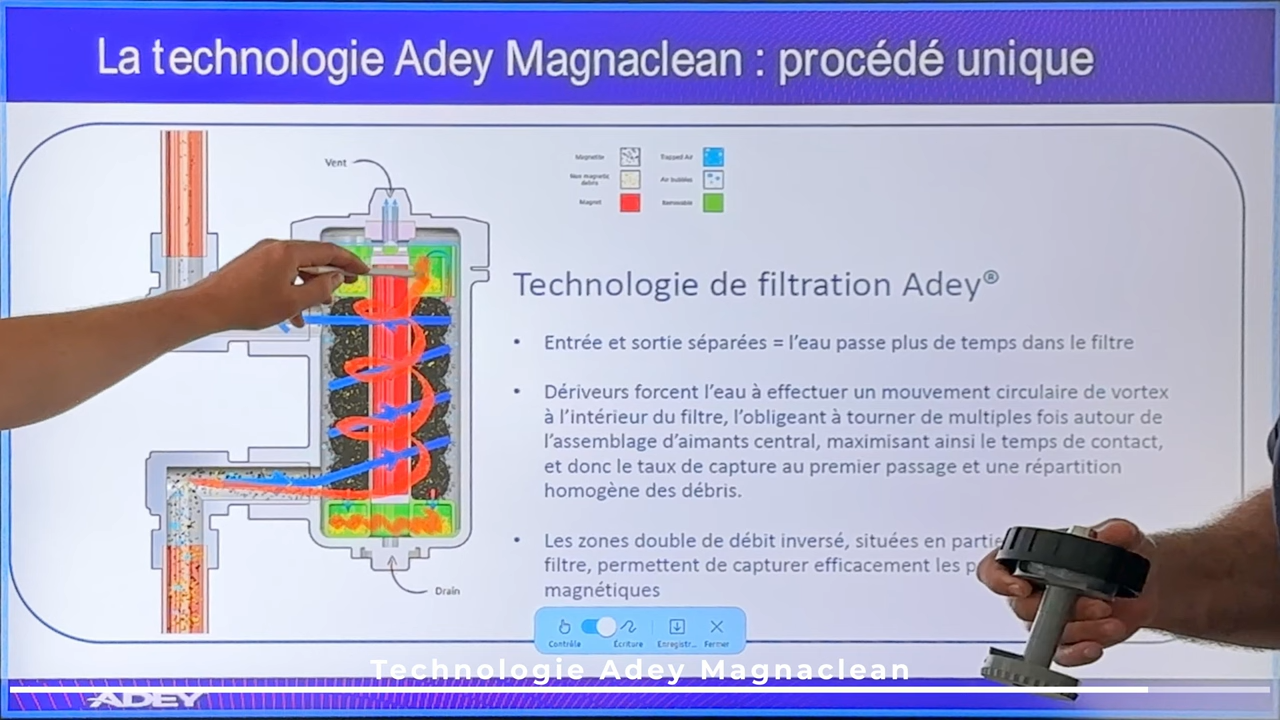 La technologie Adey Magnaclean : procédé unique
Vent
Magnetite
Trapped Air
Non magnetic
debris
Air bubbles
Magnet
Removable
Technologie de filtration Adey®
• Entrée et sortie séparées = l'eau passe plus de temps dans le filtre
• Dériveurs forcent l'eau à effectuer un mouvement circulaire de vortex
à l'intérieur du filtre, l'obligeant à tourner de multiples fois autour de
l'assemblage d'aimants central, maximisant ainsi le temps de contact,
et donc le taux de capture au premier passage et une répartition
homogène des débris.
• Les zones double de débit inversé, situées en
filtre, permettent de capturer efficacement les
magnétiques
Drain
Contrôle
Écriture
Enregistr...
Fermer
Technologie Adey Magnaclean
ADEY